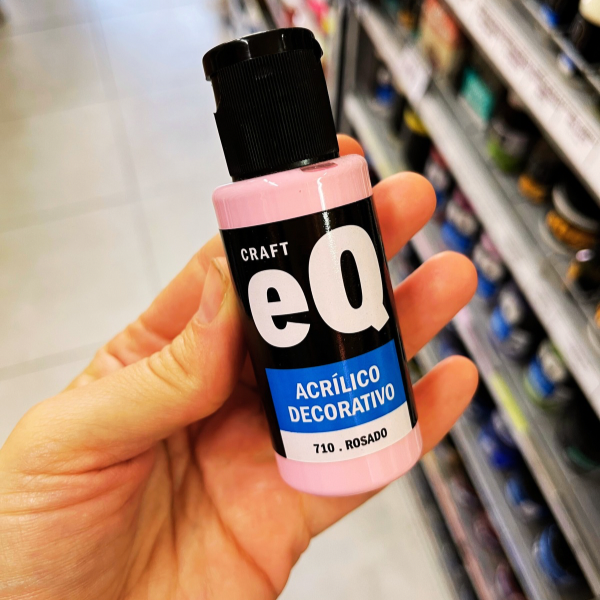 CRAFT
eQ
ACRÍLICO
DECORATIVO
710 . ROSADO